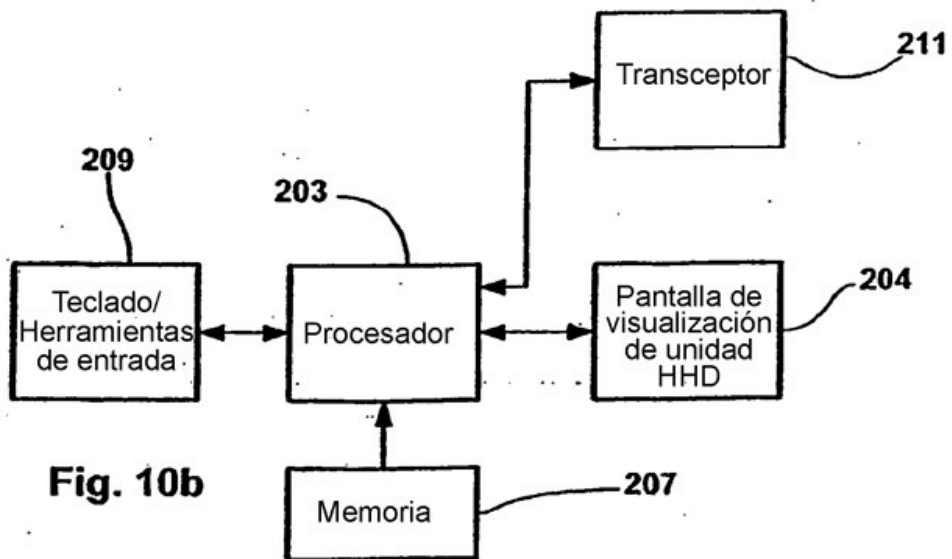 211
Transceptor
209
203
Teclado/
Herramientas
de entrada
Procesador
Pantalla de
visualización
de unidad
HHD
204
Fig. 10b
Memoria
207